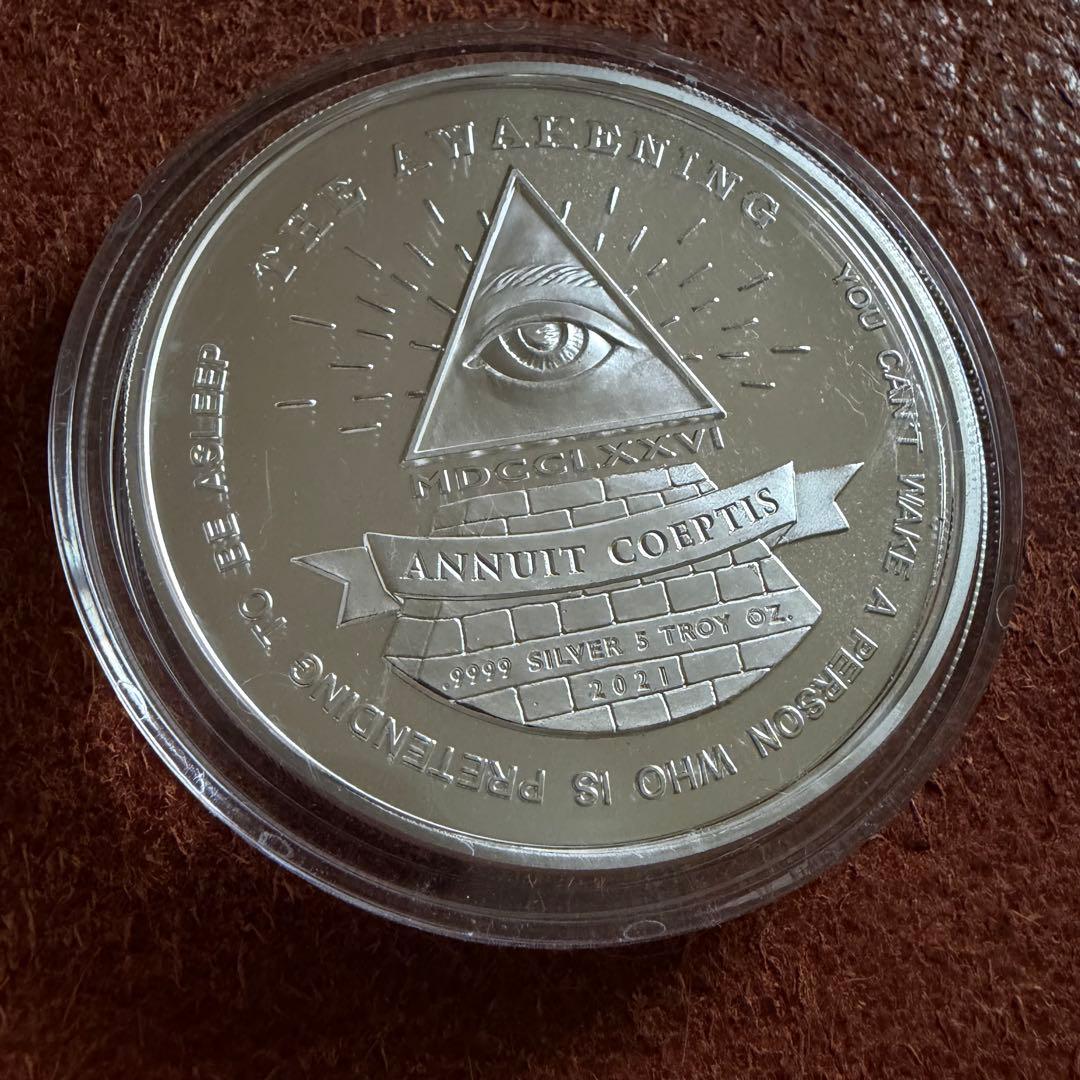 THE AWAKENING
YOU CAN'T WAKE A PERSON WHO IS PRETENDING TO BE ASLEEP
MDCCLXXVI
ANNUIT COEPTIS
.9999 SILVER 5 TROY OZ.
2021